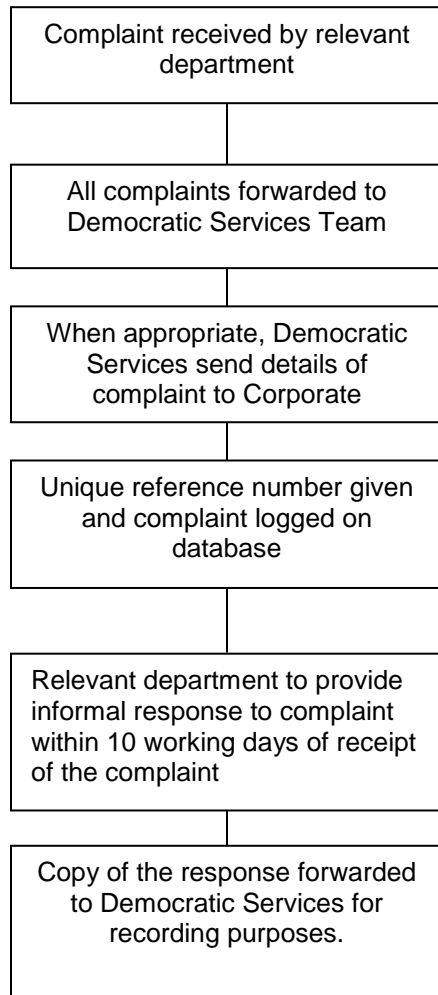 Complaint received by relevant
department
All complaints forwarded to
Democratic Services Team
When appropriate, Democratic
Services send details of
complaint to Corporate
Unique reference number given
and complaint logged on
database
Relevant department to provide
informal response to complaint
within 10 working days of receipt
of the complaint
Copy of the response forwarded
to Democratic Services for
recording purposes.